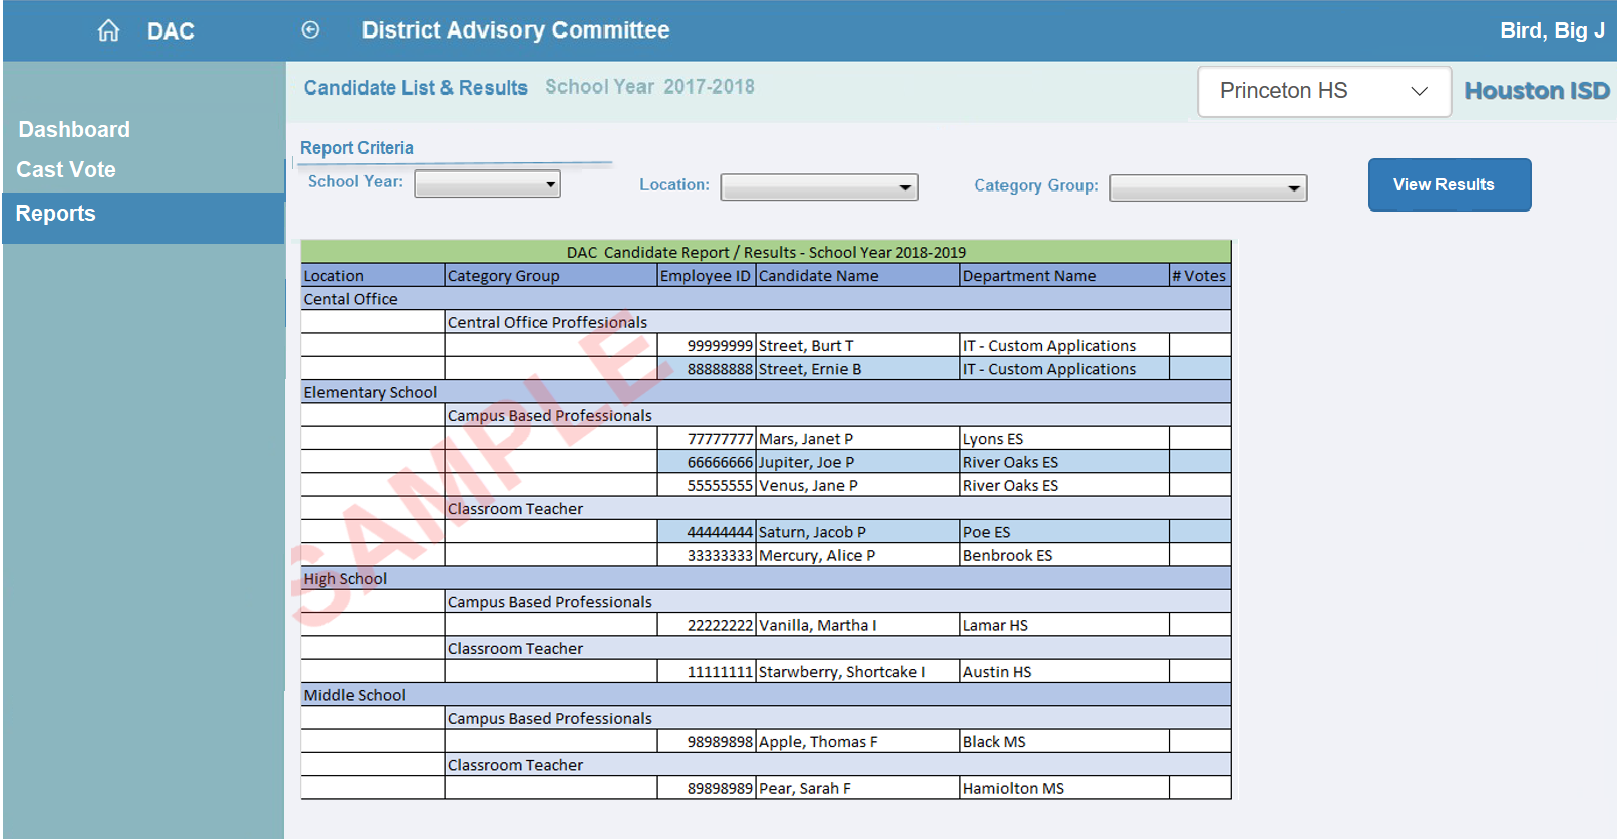 DAC
District Advisory Committee
Bird, Big J
Candidate List & Results School Year 2017-2018
Princeton HS
Houston ISD
Dashboard
Cast Vote
Reports
Report Criteria
School Year:
Location:
Category Group:
View Results
DAC Candidate Report / Results - School Year 2018-2019
Location Category Group Employee ID Candidate Name Department Name # Votes
Cental Office
Central Office Proffesionals
99999999 Street, Burt T IT - Custom Applications
88888888 Street, Ernie B IT - Custom Applications
Elementary School
Campus Based Professionals
77777777 Mars, Janet P Lyons ES
66666666 Jupiter, Joe P River Oaks ES
55555555 Venus, Jane P River Oaks ES
Classroom Teacher
44444444 Saturn, Jacob P Poe ES
33333333 Mercury, Alice P Benbrook ES
High School
Campus Based Professionals
22222222 Vanilla, Martha I Lamar HS
Classroom Teacher
11111111 Starwberry, Shortcake I Austin HS
Middle School
Campus Based Professionals
98989898 Apple, Thomas F Black MS
Classroom Teacher
89898989 Pear, Sarah F Hamiolton MS
SAMPLE